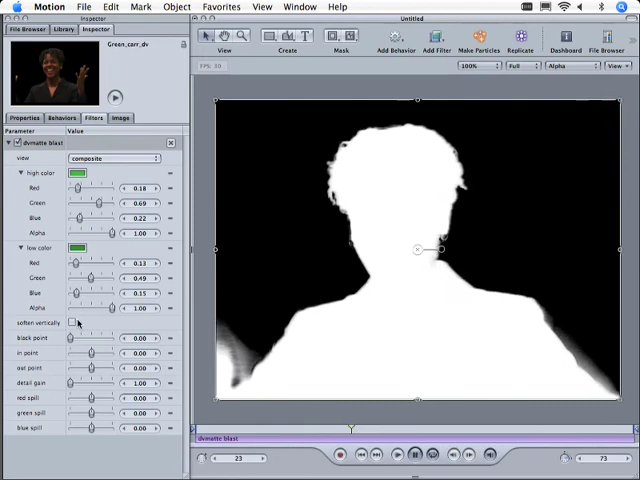 Motion File Edit Mark Object Favorites View Window Help
Inspector
Untitled
File Browser Library Inspector
Green_carr_dv
View Create Mask Add Behavior Add Filter Make Particles Replicate Dashboard File Browser
FPS: 30 100% Full Alpha View
Properties Behaviors Filters Image
Parameter Value
dvmatte blast
view composite
high color
Red 0.18
Green 0.69
Blue 0.22
Alpha 1.00
low color
Red 0.13
Green 0.49
Blue 0.15
Alpha 1.00
soften vertically
black point 0.00
in point 0.00
out point 0.00
detail gain 1.00
red spill 0.00
green spill 0.00
blue spill 0.00
dvmatte blast
23 73